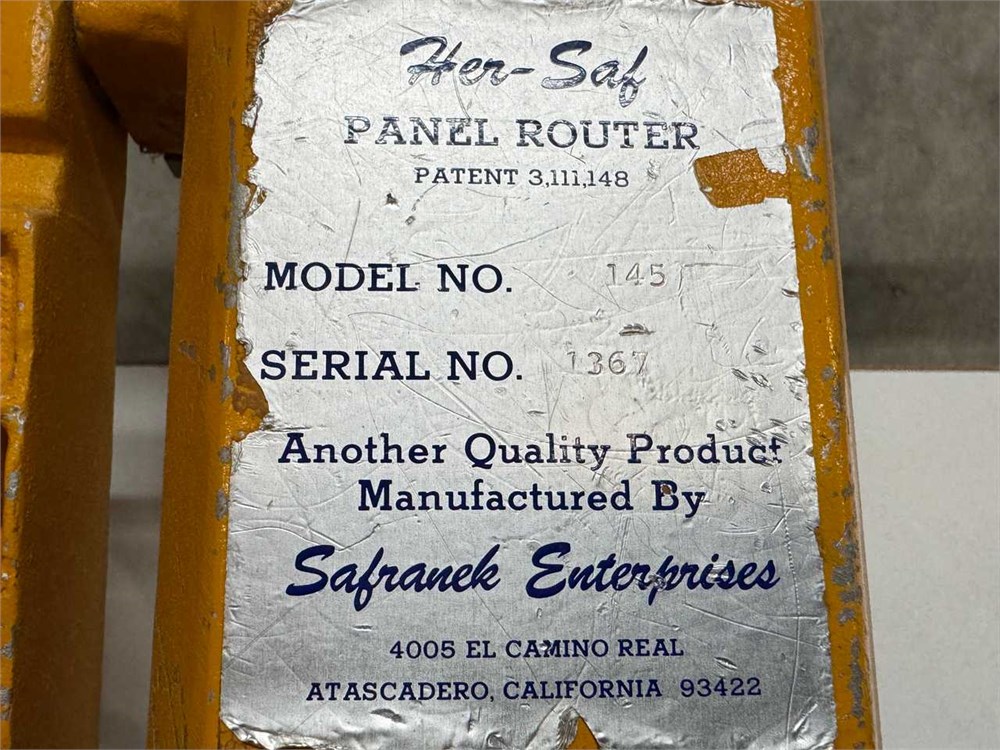 Her-Saf
PANEL ROUTER
PATENT 3,111,148
MODEL NO. 145
SERIAL NO. 1367
Another Quality Product
Manufactured By
Safranek Enterprises
4005 EL CAMINO REAL
ATASCADERO, CALIFORNIA 93422